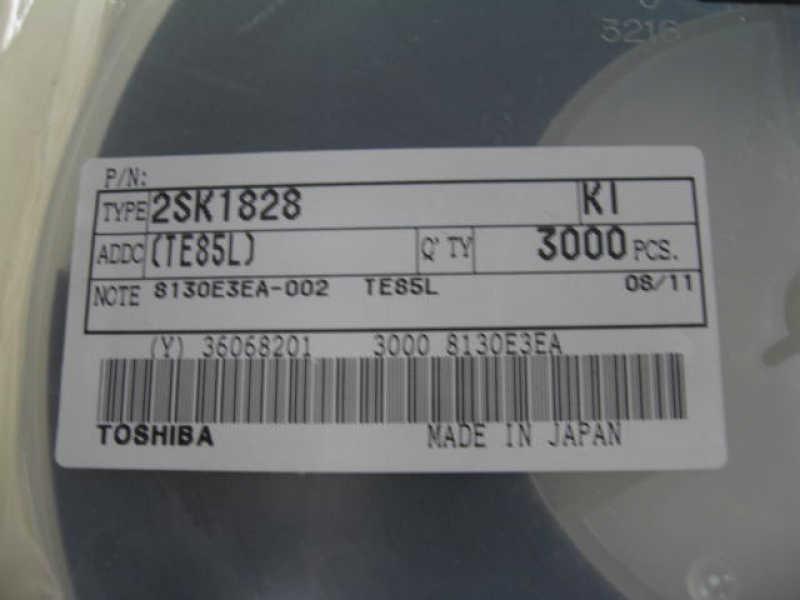 3216
P/N:
TYPE 2SK1828 KI
ADDC (TE85L) Q'TY 3000 PCS.
NOTE 8130E3EA-002 TE85L 08/11
(Y) 36068201 3000 8130E3EA
TOSHIBA MADE IN JAPAN